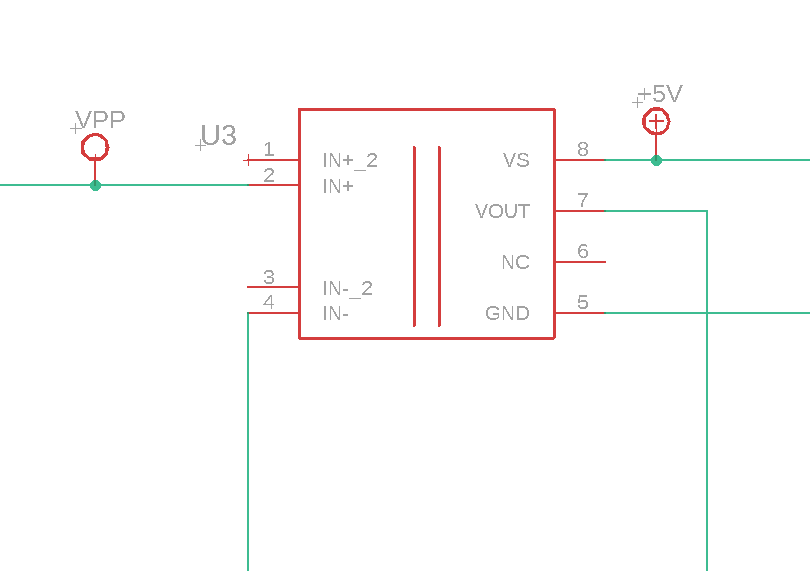 VPP
U3
+5V
1
IN+_2
VS
8
2
IN+
VOUT
7
NC
6
3
IN-_2
4
IN-
GND
5